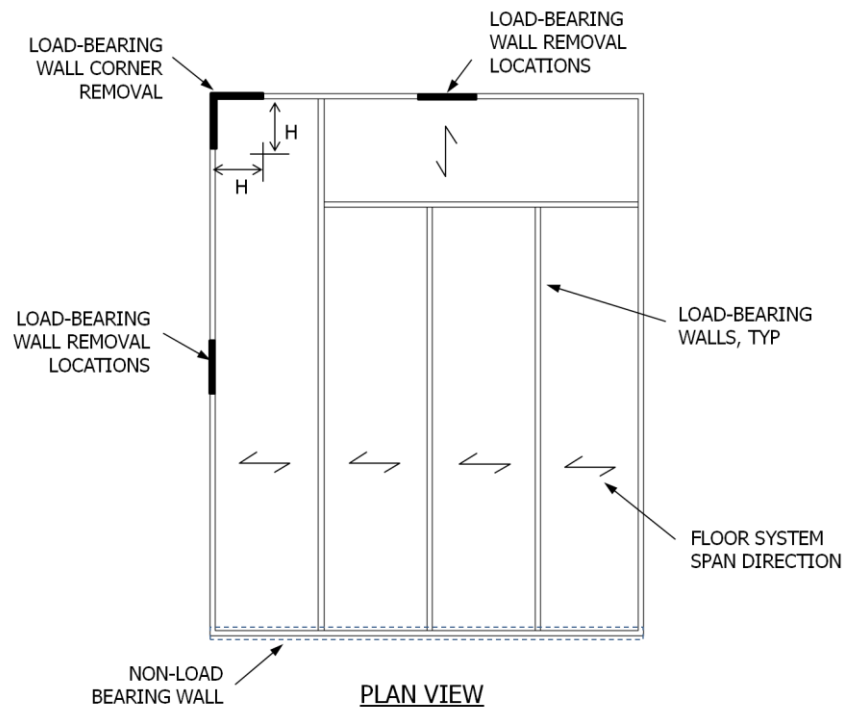 LOAD-BEARING
WALL REMOVAL
LOCATIONS
LOAD-BEARING
WALL CORNER
REMOVAL
H
H
LOAD-BEARING
WALL REMOVAL
LOCATIONS
LOAD-BEARING
WALLS, TYP
FLOOR SYSTEM
SPAN DIRECTION
NON-LOAD
BEARING WALL
PLAN VIEW